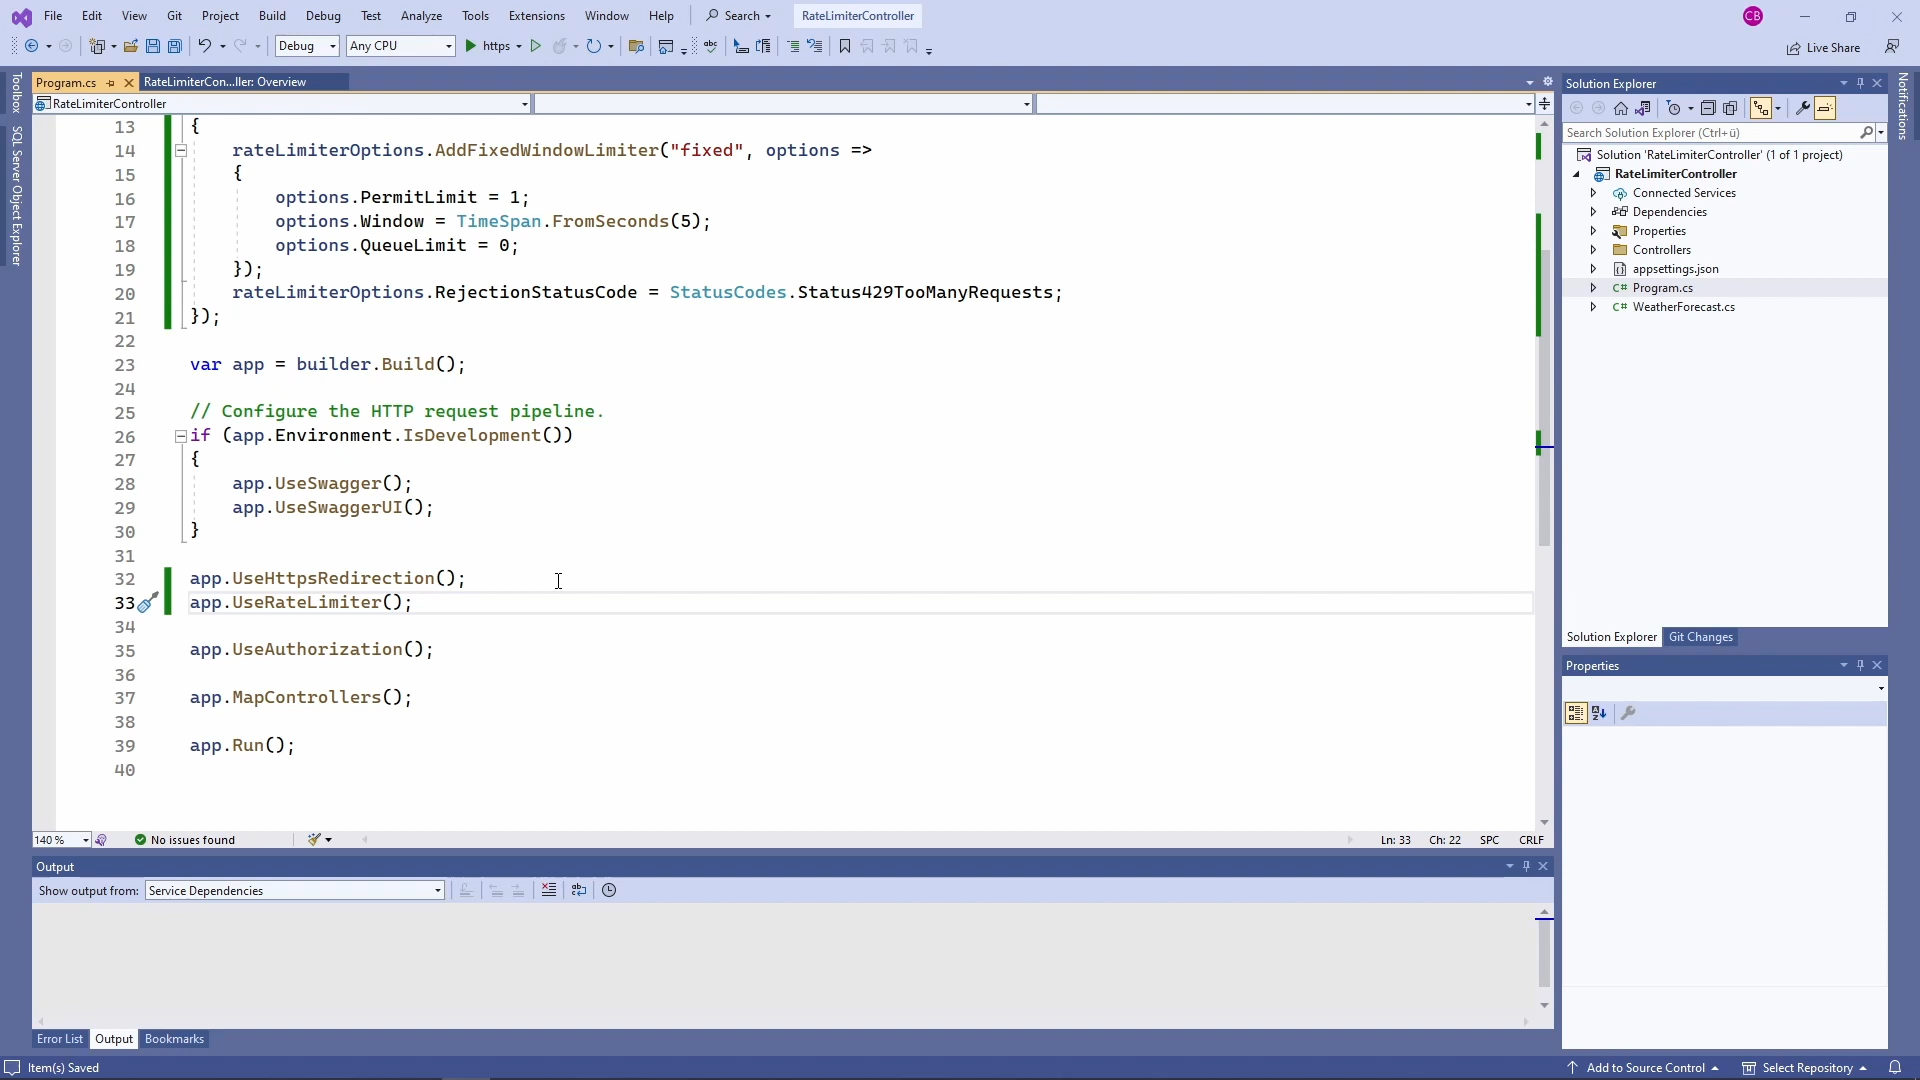 File Edit View Git Project Build Debug Test Analyze Tools Extensions Window Help Search RateLimiterController CB
Debug Any CPU https Live Share
Program.cs RateLimiterCon...ller: Overview
RateLimiterController
13 {
14 rateLimiterOptions.AddFixedWindowLimiter("fixed", options =>
15 {
16 options.PermitLimit = 1;
17 options.Window = TimeSpan.FromSeconds(5);
18 options.QueueLimit = 0;
19 });
20 rateLimiterOptions.RejectionStatusCode = StatusCodes.Status429TooManyRequests;
21 });
22
23 var app = builder.Build();
24
25 // Configure the HTTP request pipeline.
26 if (app.Environment.IsDevelopment())
27 {
28 app.UseSwagger();
29 app.UseSwaggerUI();
30 }
31
32 app.UseHttpsRedirection();
33 app.UseRateLimiter();
34
35 app.UseAuthorization();
36
37 app.MapControllers();
38
39 app.Run();
40
140 % No issues found Ln: 33 Ch: 22 SPC CRLF
Output
Show output from: Service Dependencies
Error List Output Bookmarks
Item(s) Saved
Toolbox
SQL Server Object Explorer
Solution Explorer
Search Solution Explorer (Ctrl+ü)
Solution 'RateLimiterController' (1 of 1 project)
RateLimiterController
Connected Services
Dependencies
Properties
Controllers
appsettings.json
C# Program.cs
C# WeatherForecast.cs
Solution Explorer Git Changes
Properties
Notifications
Add to Source Control Select Repository